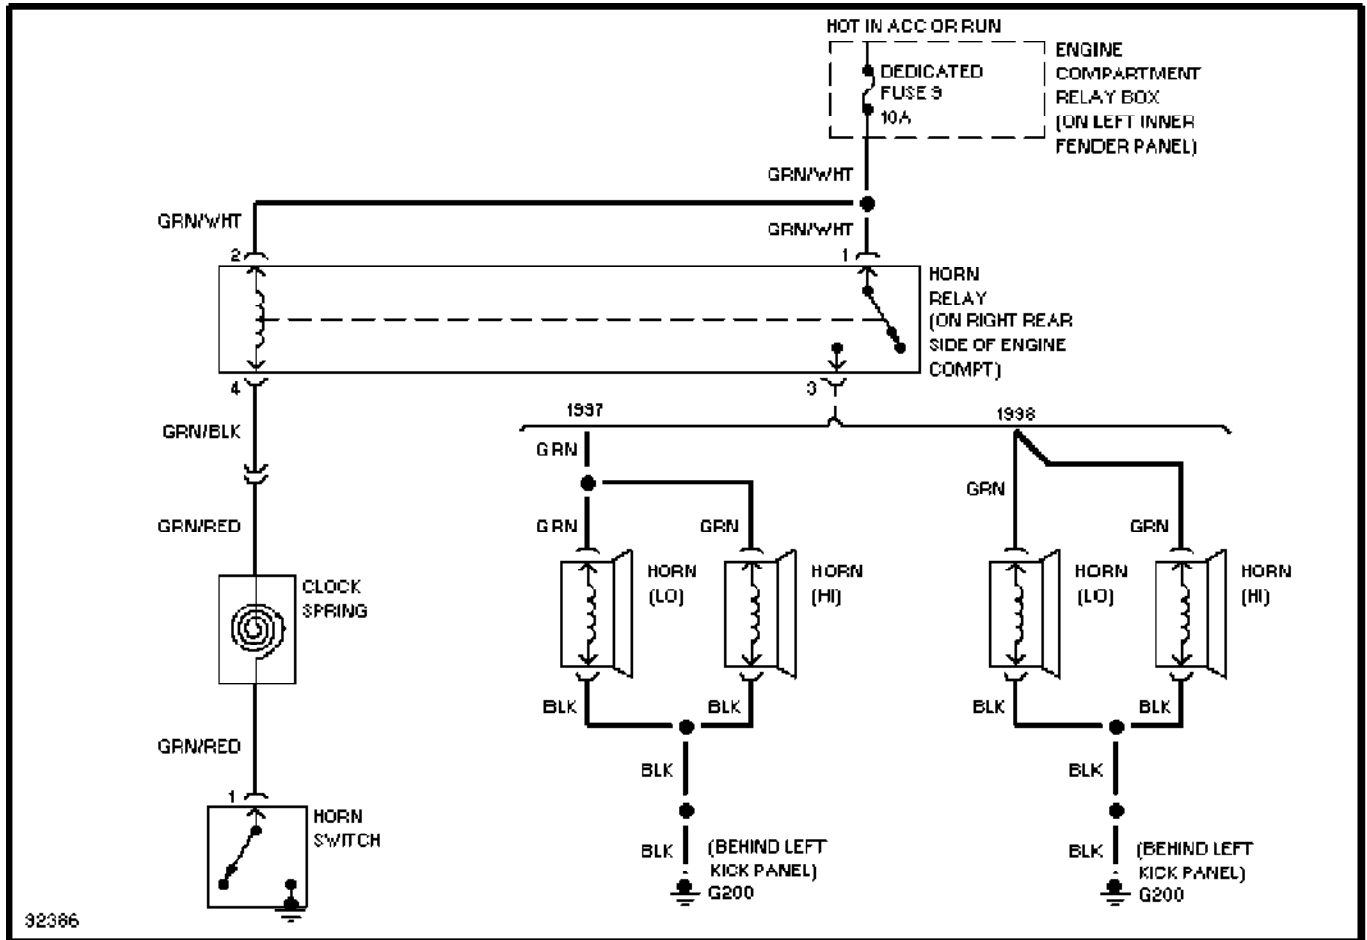 HOT IN ACC OR RUN
DEDICATED
FUSE 9
10A
ENGINE
COMPARTMENT
RELAY BOX
(ON LEFT INNER
FENDER PANEL)
GRN/WHT
GRN/WHT
GRN/WHT
2
1
HORN
RELAY
(ON RIGHT REAR
SIDE OF ENGINE
COMPT)
4
3
GRN/BLK
1997
1998
GRN
GRN
GRN/RED
GRN
GRN
GRN
CLOCK
SPRING
HORN
(LO)
HORN
(HI)
HORN
(LO)
HORN
(HI)
BLK
BLK
BLK
BLK
GRN/RED
BLK
BLK
1
HORN
SWITCH
BLK
(BEHIND LEFT
KICK PANEL)
G200
BLK
(BEHIND LEFT
KICK PANEL)
G200
92386